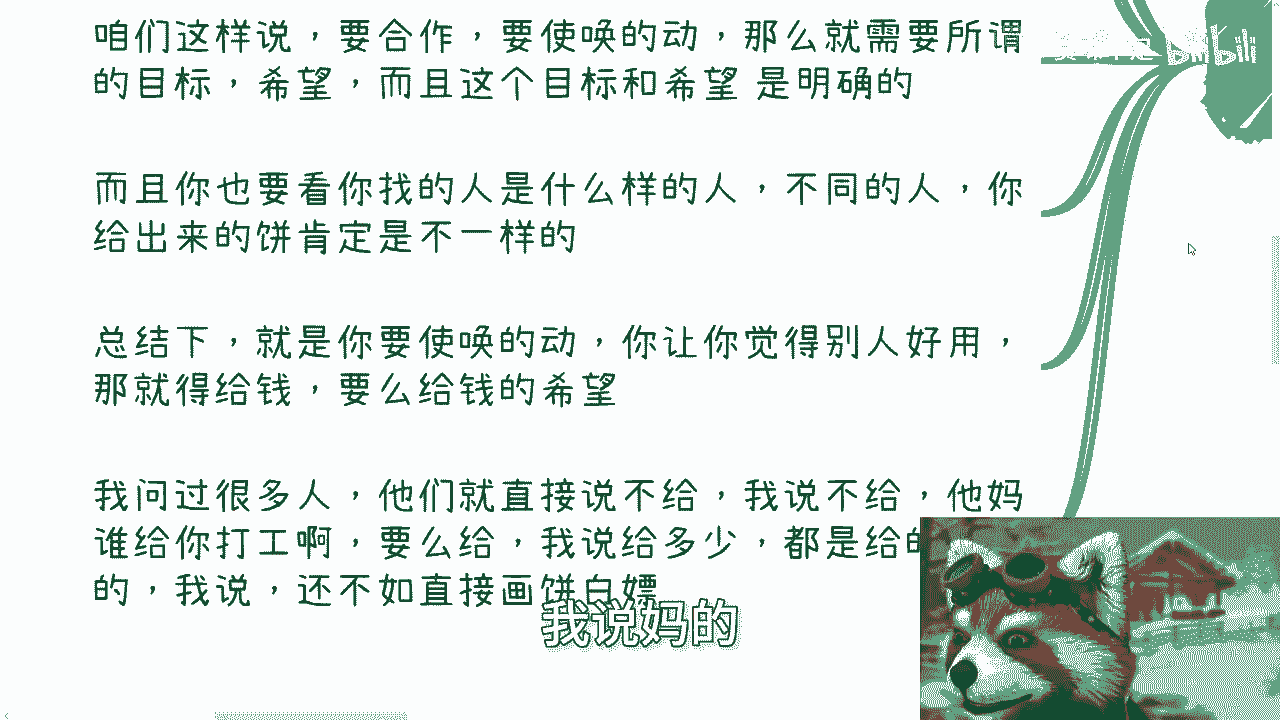 咱们这样说，要合作，要使唤的动，那么就需要所谓
的目标，希望，而且这个目标和希望 是明确的
而且你也要看你找的人是什么样的人，不同的人，你
给出来的饼肯定是不一样的
总结下，就是你要使唤的动，你让你觉得别人好用，
那就得给钱，要么给钱的希望
我问过很多人，他们就直接说不给，我说不给，他妈
谁给你打工啊，要么给，我说给多少，都是给的
的，我说，还不如直接画饼白嫖
我说妈的
bilibili